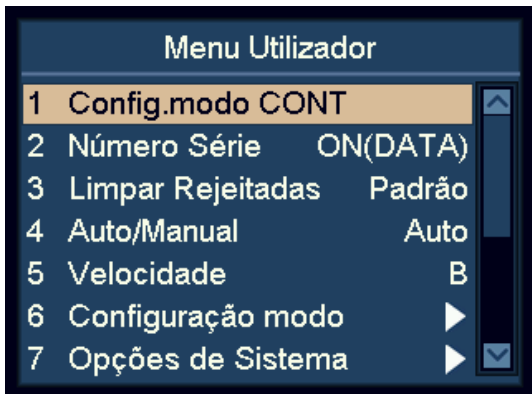 Menu Utilizador
1 Config.modo CONT
2 Número Série ON(DATA)
3 Limpar Rejeitadas Padrão
4 Auto/Manual Auto
5 Velocidade B
6 Configuração modo
7 Opções de Sistema